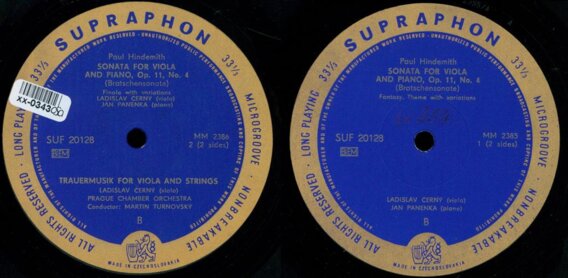 SUPRAPHON
33⅓
LONG PLAYING
ALL RIGHTS RESERVED
NONBREAKABLE
MICROGROOVE
33⅓
MADE IN CZECHOSLOVAKIA
Paul Hindemith
SONATA FOR VIOLA
AND PIANO, Op. 11, No. 4
(Bratschensonate)
Finale with variations
LADISLAV ČERNÝ (viola)
JAN PANENKA (piano)
SUF 20128
MM 2386
2 (2 sides)
TRAUERMUSIK FOR VIOLA AND STRINGS
LADISLAV ČERNÝ (viola)
PRAGUE CHAMBER ORCHESTRA
Conductor: MARTIN TURNOVSKÝ
B
SUPRAPHON
33⅓
LONG PLAYING
ALL RIGHTS RESERVED
NONBREAKABLE
MICROGROOVE
33⅓
MADE IN CZECHOSLOVAKIA
Paul Hindemith
SONATA FOR VIOLA
AND PIANO, Op. 11, No. 4
(Bratschensonate)
Fantasy, Theme with variations
SUF 20128
MM 2385
1 (2 sides)
LADISLAV ČERNÝ (viola)
JAN PANENKA (piano)
B